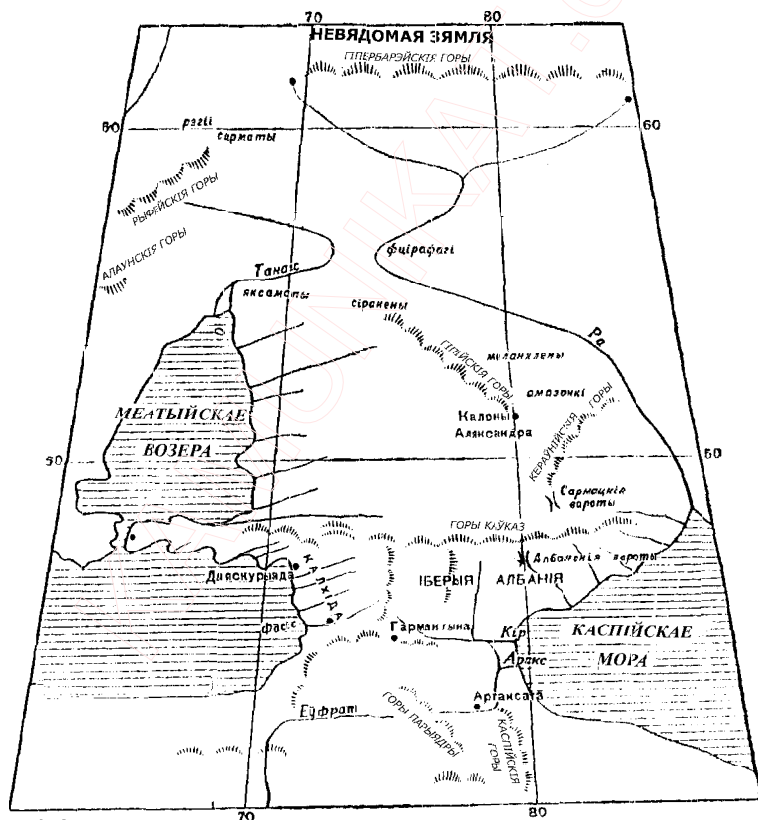 70 80
НЕВЯДОМАЯ ЗЯМЛЯ
ГІПЕРБАРЭЙСКІЯ ГОРЫ
60 60
рэгіі
сарматы
РЫФЕЙСКІЯ ГОРЫ
фцірафагі
АЛАУНСКІЯ ГОРЫ
Танаіс
яксаматы
сіракены
Ра
ГІПІЙСКІЯ ГОРЫ
меланхлены
амазонкі
МЕАТЫЙСКАЕ
ВОЗЕРА
Калоны
Аляксандра
КЕРАЎНІЙСКІЯ ГОРЫ
50 50
Сармацкія
вароты
ГОРЫ КАЎКАЗ
Албанскія вароты
Дыяскурыяда
КАЛХІДА
ІБЕРЫЯ
АЛБАНІЯ
Фасіс
Гармактыка
Кір
КАСПІЙСКАЕ
МОРА
Аракс
Артаксата
Еўфрат
ГОРЫ ПАРЫЯДРЫ
КАСПІЙСКІЯ
ГОРЫ
70 80